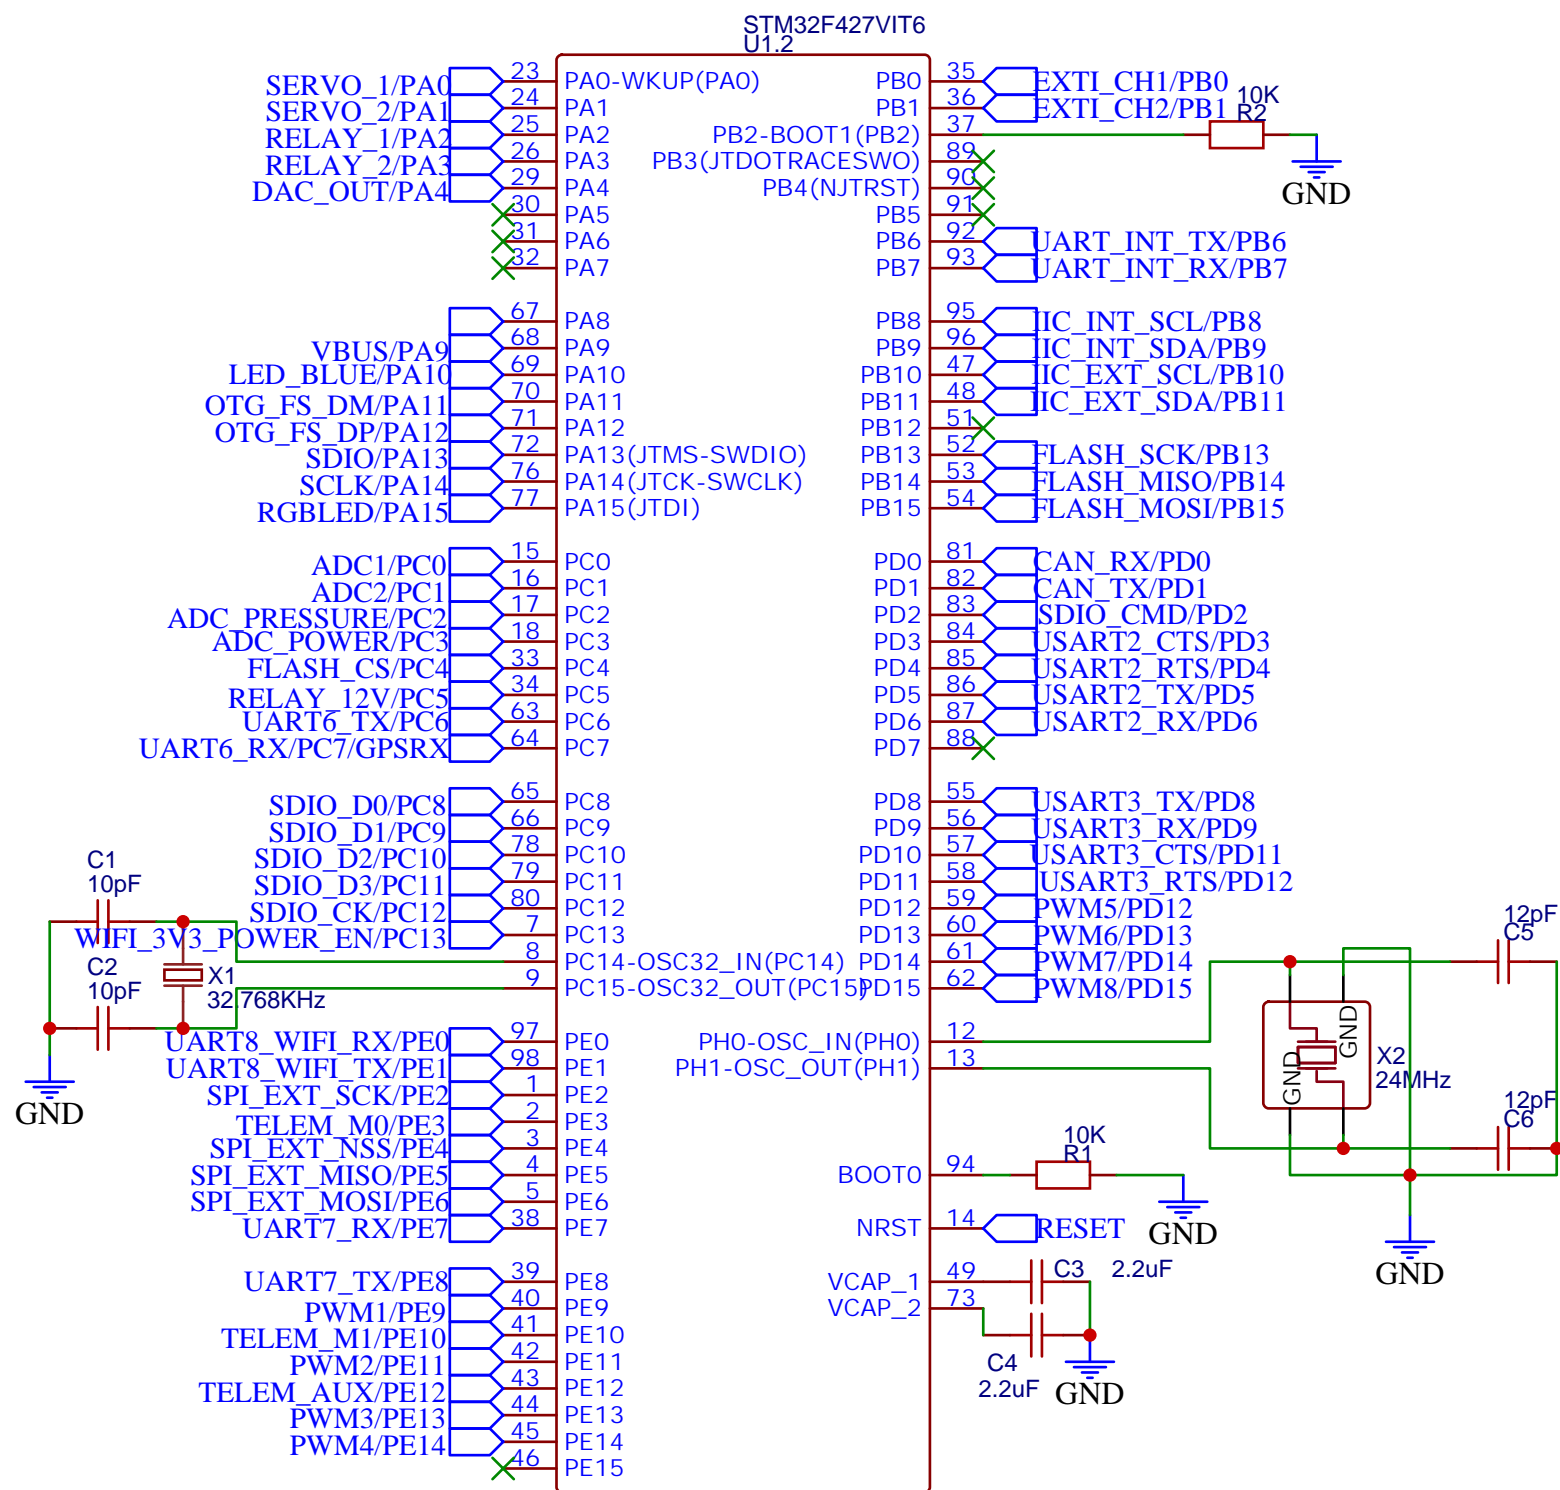 STM32F427VIT6
U1.2
SERVO_1/PA0 23 PA0-WKUP(PA0) PB0 35 EXTI_CH1/PB0
SERVO_2/PA1 24 PA1 PB1 36 EXTI_CH2/PB1
10K
R2
RELAY_1/PA2 25 PA2 PB2-BOOT1(PB2) 37
RELAY_2/PA3 26 PA3 PB3(JTDOTRACESWO) 89
DAC_OUT/PA4 29 PA4 PB4(NJTRST) 90
GND
30 PA5 PB5 91
31 PA6 PB6 92 UART_INT_TX/PB6
32 PA7 PB7 93 UART_INT_RX/PB7
67 PA8 PB8 95 IIC_INT_SCL/PB8
VBUS/PA9 68 PA9 PB9 96 IIC_INT_SDA/PB9
LED_BLUE/PA10 69 PA10 PB10 47 IIC_EXT_SCL/PB10
OTG_FS_DM/PA11 70 PA11 PB11 48 IIC_EXT_SDA/PB11
OTG_FS_DP/PA12 71 PA12 PB12 51
SDIO/PA13 72 PA13(JTMS-SWDIO) PB13 52 FLASH_SCK/PB13
SCLK/PA14 76 PA14(JTCK-SWCLK) PB14 53 FLASH_MISO/PB14
RGBLED/PA15 77 PA15(JTDI) PB15 54 FLASH_MOSI/PB15
ADC1/PC0 15 PC0 PD0 81 CAN_RX/PD0
ADC2/PC1 16 PC1 PD1 82 CAN_TX/PD1
ADC_PRESSURE/PC2 17 PC2 PD2 83 SDIO_CMD/PD2
ADC_POWER/PC3 18 PC3 PD3 84 USART2_CTS/PD3
FLASH_CS/PC4 33 PC4 PD4 85 USART2_RTS/PD4
RELAY_12V/PC5 34 PC5 PD5 86 USART2_TX/PD5
UART6_TX/PC6 63 PC6 PD6 87 USART2_RX/PD6
UART6_RX/PC7/GPSRX 64 PC7 PD7 88
SDIO_D0/PC8 65 PC8 PD8 55 USART3_TX/PD8
SDIO_D1/PC9 66 PC9 PD9 56 USART3_RX/PD9
SDIO_D2/PC10 78 PC10 PD10 57 USART3_CTS/PD11
C1
10pF
SDIO_D3/PC11 79 PC11 PD11 58 USART3_RTS/PD12
SDIO_CK/PC12 80 PC12 PD12 59 PWM5/PD12
12pF
C5
WIFI_3V3_POWER_EN/PC13 7 PC13 PD13 60 PWM6/PD13
8 PC14-OSC32_IN(PC14) PD14 61 PWM7/PD14
C2
10pF
X1
32.768KHz
9 PC15-OSC32_OUT(PC15) PD15 62 PWM8/PD15
UART8_WIFI_RX/PE0 97 PE0 PH0-OSC_IN(PH0) 12
UART8_WIFI_TX/PE1 98 PE1 PH1-OSC_OUT(PH1) 13
GND
GND
X2
24MHz
GND
SPI_EXT_SCK/PE2 1 PE2
12pF
C6
TELEM_M0/PE3 2 PE3
SPI_EXT_NSS/PE4 3 PE4
10K
R1
SPI_EXT_MISO/PE5 4 PE5 BOOT0 94
SPI_EXT_MOSI/PE6 5 PE6
UART7_RX/PE7 38 PE7 NRST 14 RESET
GND
GND
UART7_TX/PE8 39 PE8 VCAP_1 49 C3 2.2uF
PWM1/PE9 40 PE9 VCAP_2 73
TELEM_M1/PE10 41 PE10
PWM2/PE11 42 PE11
C4
2.2uF
GND
TELEM_AUX/PE12 43 PE12
PWM3/PE13 44 PE13
PWM4/PE14 45 PE14
46 PE15